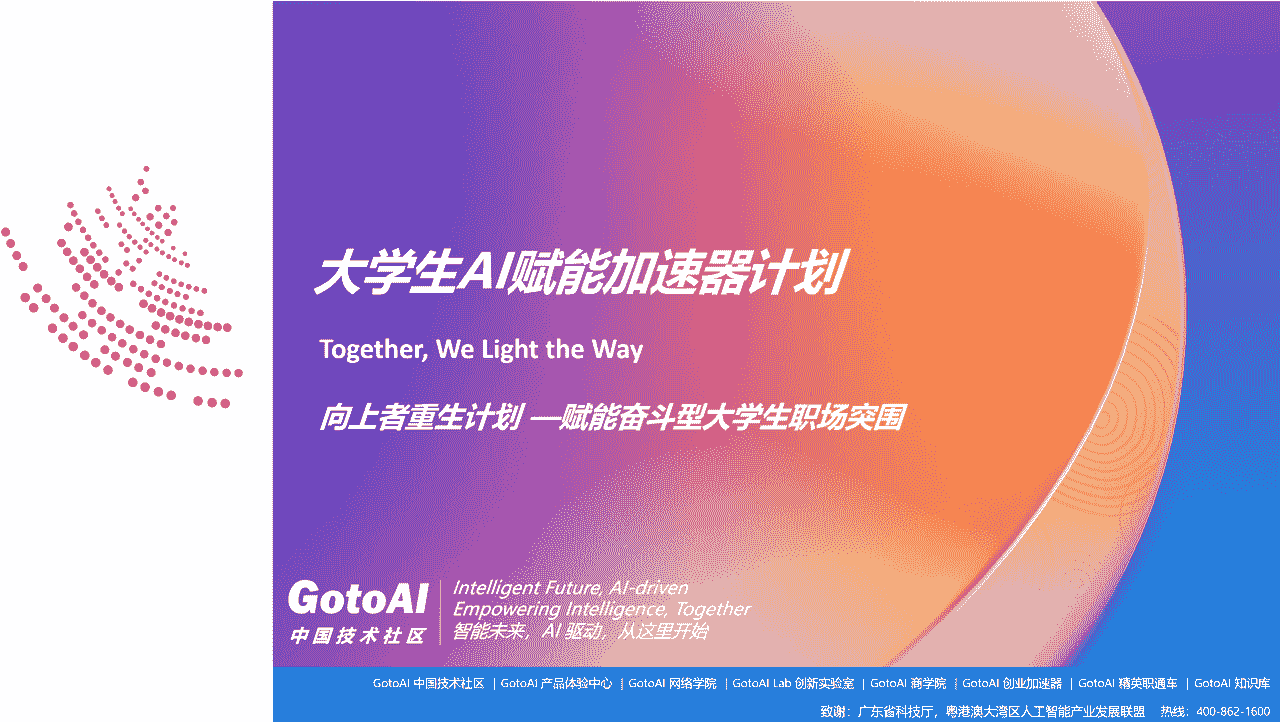 大学生AI赋能加速器计划
Together, We Light the Way
向上者重生计划 —赋能奋斗型大学生职场突围
GotoAI
中国技术社区
Intelligent Future, AI-driven
Empowering Intelligence, Together
智能未来，AI 驱动，从这里开始
GotoAI 中国技术社区 | GotoAI 产品体验中心 | GotoAI 网络学院 | GotoAI Lab 创新实验室 | GotoAI 商学院 | GotoAI 创业加速器 | GotoAI 精英职通车 | GotoAI 知识库
致谢：广东省科技厅，粤港澳大湾区人工智能产业发展联盟 热线：400-862-1600